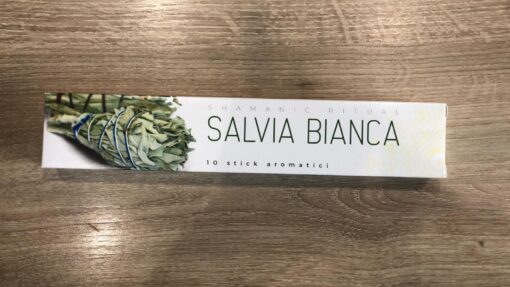 SHAMANIC RITUAL
SALVIA BIANCA
10 stick aromatici